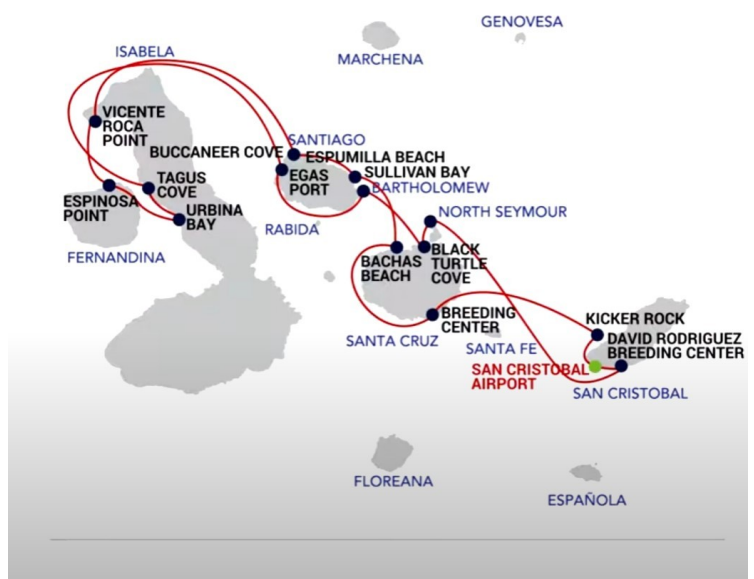 GENOVESA
ISABELA
MARCHENA
VICENTE
ROCA
POINT
SANTIAGO
BUCCANEER COVE
ESPUMILLA BEACH
SULLIVAN BAY
TAGUS
COVE
EGAS
PORT
BARTHOLOMEW
ESPINOSA
POINT
URBINA
BAY
NORTH SEYMOUR
RABIDA
FERNANDINA
BACHAS
BEACH
BLACK
TURTLE
COVE
BREEDING
CENTER
KICKER ROCK
SANTA CRUZ
SANTA FE
DAVID RODRIGUEZ
BREEDING CENTER
SAN CRISTOBAL
AIRPORT
SAN CRISTOBAL
FLOREANA
ESPAÑOLA